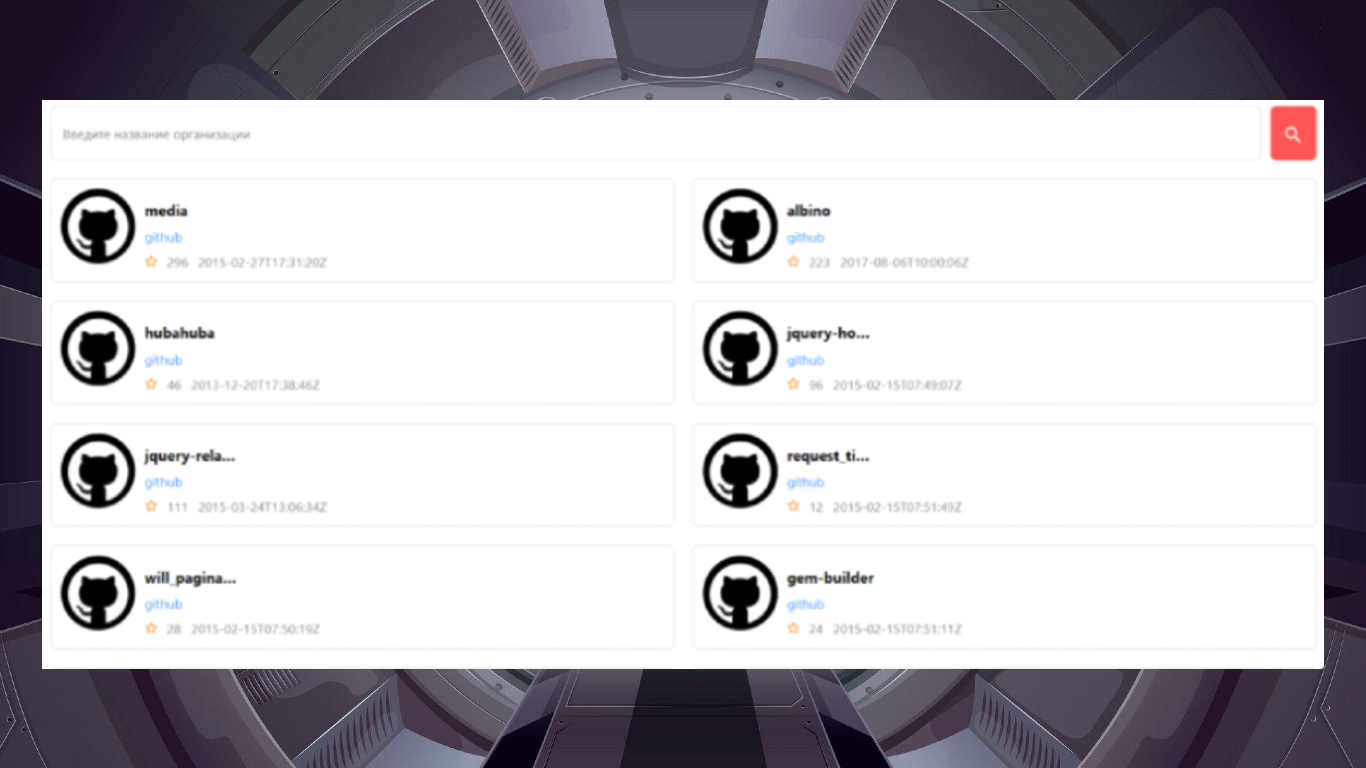 Введите название организации
media
github
296 2015-02-27T17:31:20Z
albino
github
223 2017-08-06T10:00:06Z
hubahuba
github
46 2013-12-20T17:38:46Z
jquery-ho...
github
96 2015-02-15T07:49:07Z
jquery-rela...
github
111 2015-03-24T13:06:34Z
request_ti...
github
12 2015-02-15T07:51:49Z
will_pagina...
github
28 2015-02-15T07:50:19Z
gem-builder
github
24 2015-02-15T07:51:11Z